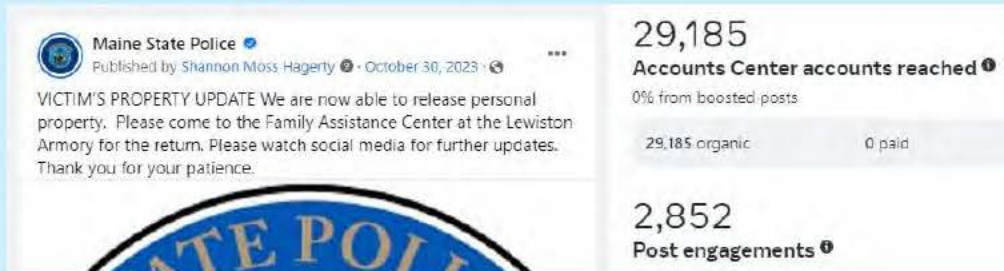 Maine State Police
Published by Shannon Moss Hagerty · October 30, 2023 ·
VICTIM'S PROPERTY UPDATE We are now able to release personal
property. Please come to the Family Assistance Center at the Lewiston
Armory for the return. Please watch social media for further updates.
Thank you for your patience.
ATE POL
29,185
Accounts Center accounts reached
0% from boosted posts
29,185 organic 0 paid
2,852
Post engagements